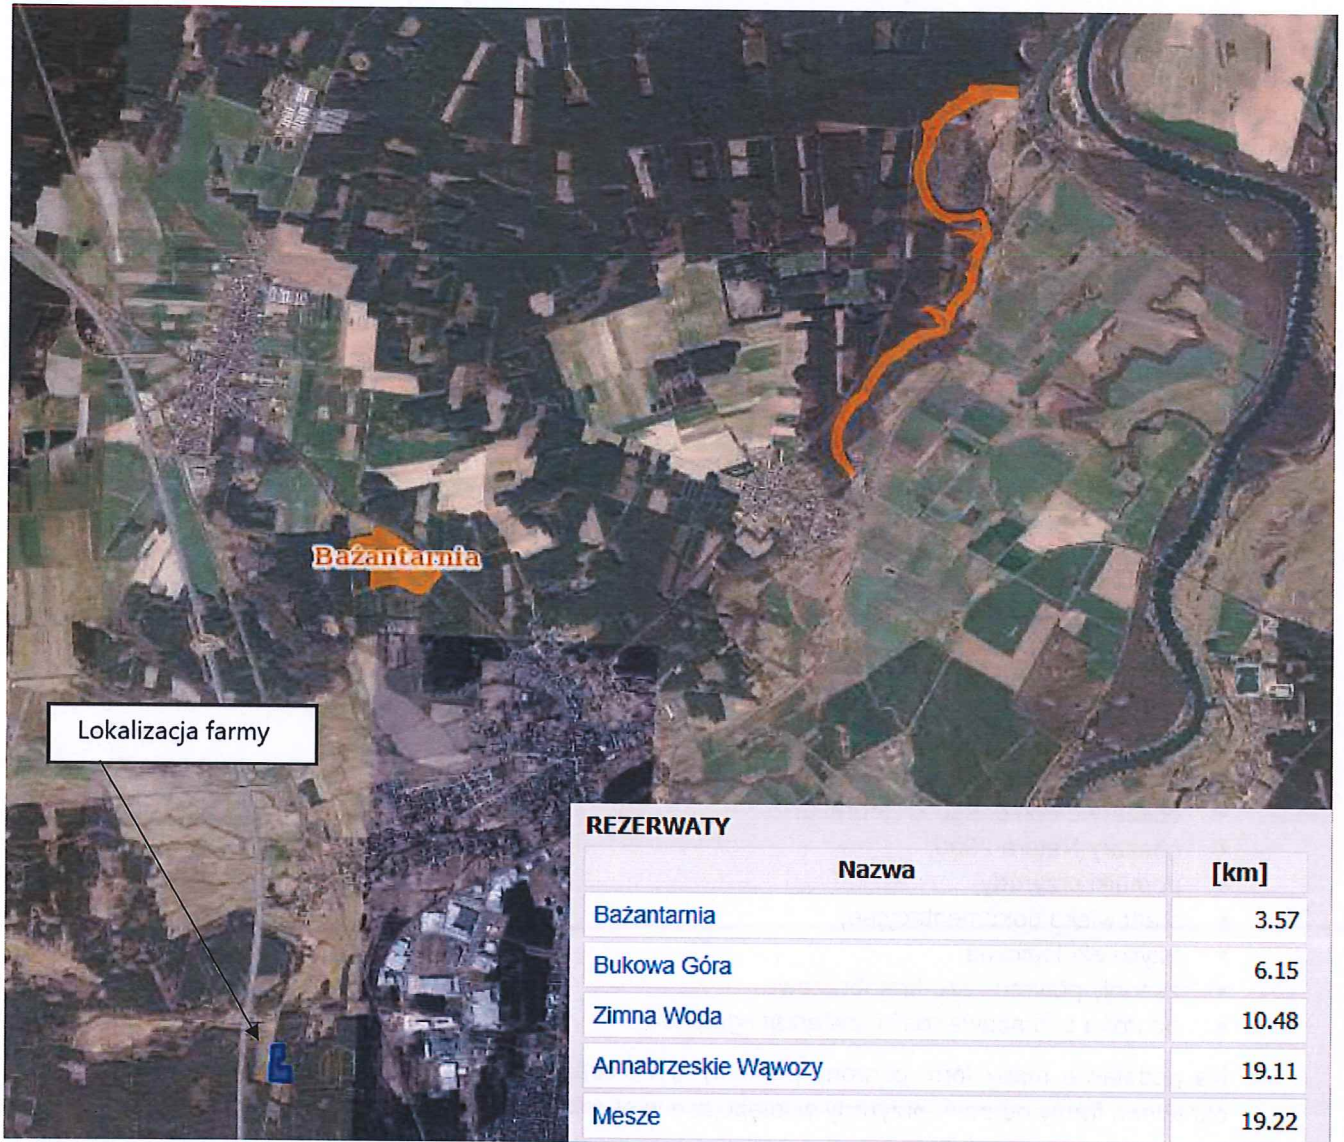 Bażantarnia
Lokalizacja farmy
REZERWATY
Nazwa [km]
Bażantarnia 3.57
Bukowa Góra 6.15
Zimna Woda 10.48
Annabrzeskie Wąwozy 19.11
Mesze 19.22